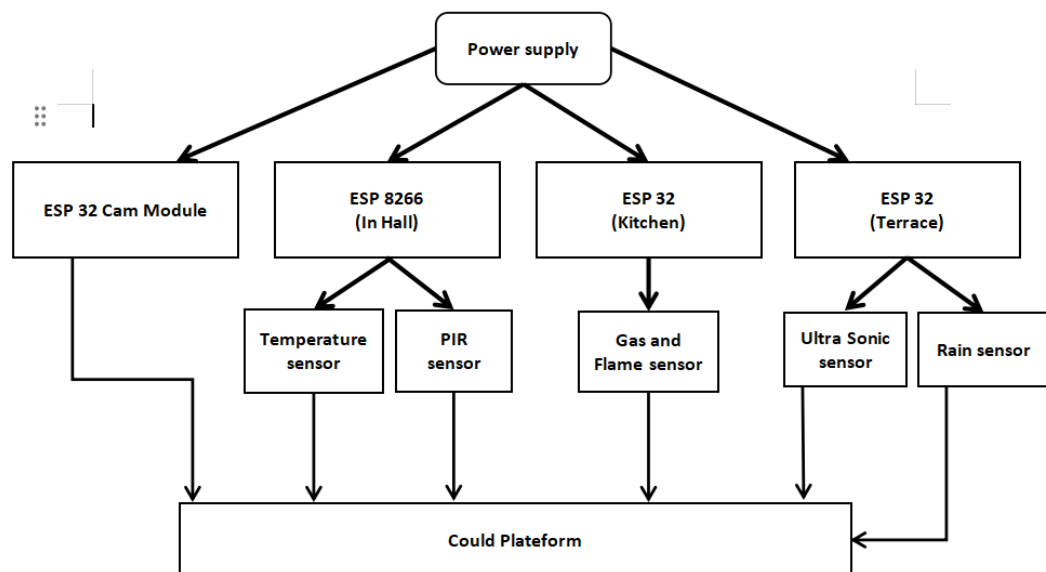 Power supply
ESP 32 Cam Module
ESP 8266
(In Hall)
ESP 32
(Kitchen)
ESP 32
(Terrace)
Temperature
sensor
PIR
sensor
Gas and
Flame sensor
Ultra Sonic
sensor
Rain sensor
Could Plateform